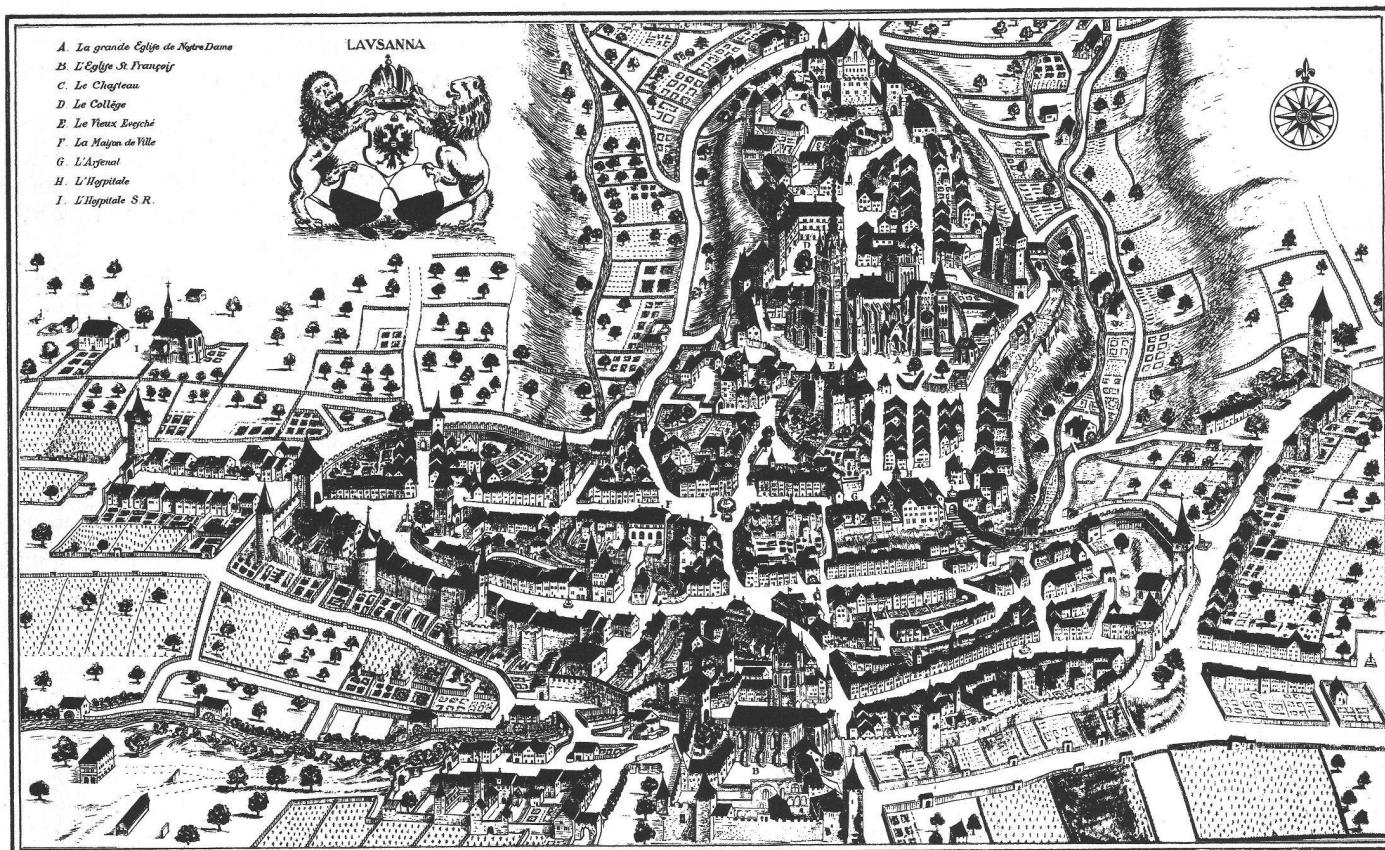 A. La grande Eglise de Nostre Dame
B. L'Eglise St. François
C. Le Chasteau
D. Le Collège
E. Le Vieux Evesché
F. La Maison de Ville
G. L'Arsenal
H. L'Hospitale
I. L'Hospitale S.R.
LAVSANNA
C
D
A
E
I
F
G
B